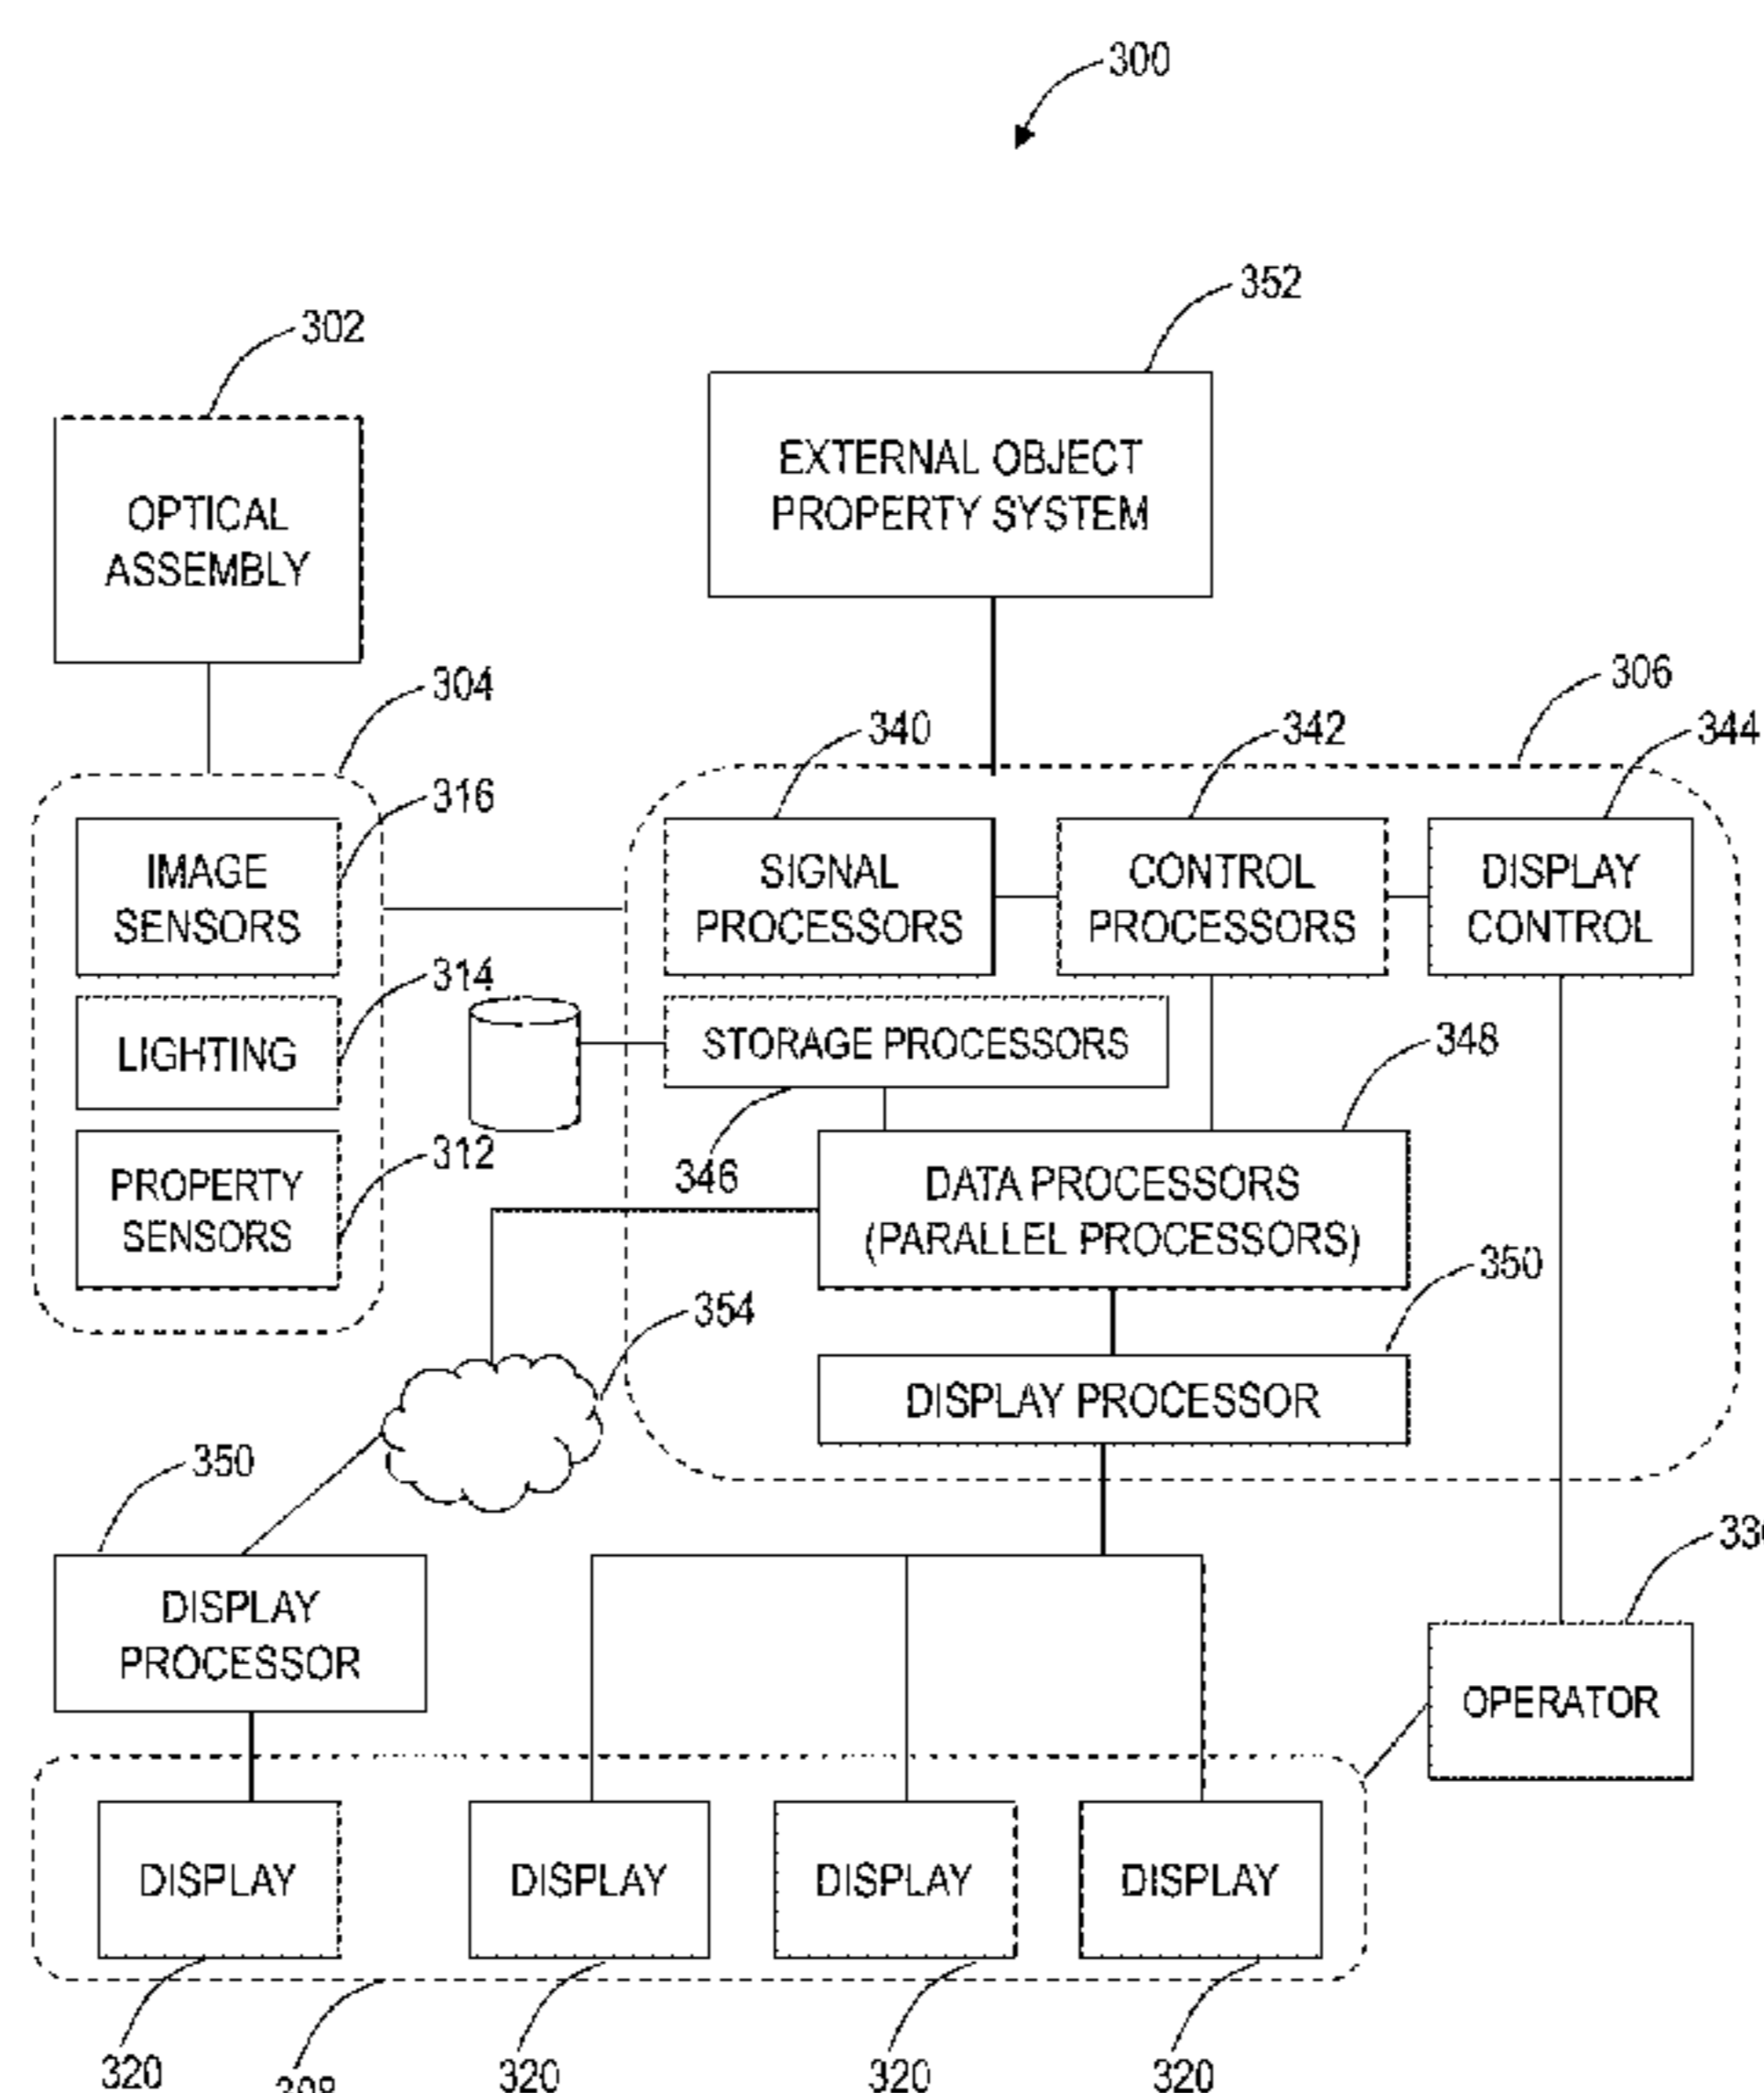 300
352
302
EXTERNAL OBJECT
PROPERTY SYSTEM
OPTICAL
ASSEMBLY
304
306
340
342
344
316
IMAGE
SENSORS
SIGNAL
PROCESSORS
CONTROL
PROCESSORS
DISPLAY
CONTROL
314
LIGHTING
STORAGE PROCESSORS
348
312
PROPERTY
SENSORS
346
DATA PROCESSORS
(PARALLEL PROCESSORS)
350
354
DISPLAY PROCESSOR
350
DISPLAY
PROCESSOR
OPERATOR
DISPLAY
DISPLAY
DISPLAY
DISPLAY
320
320
320
320